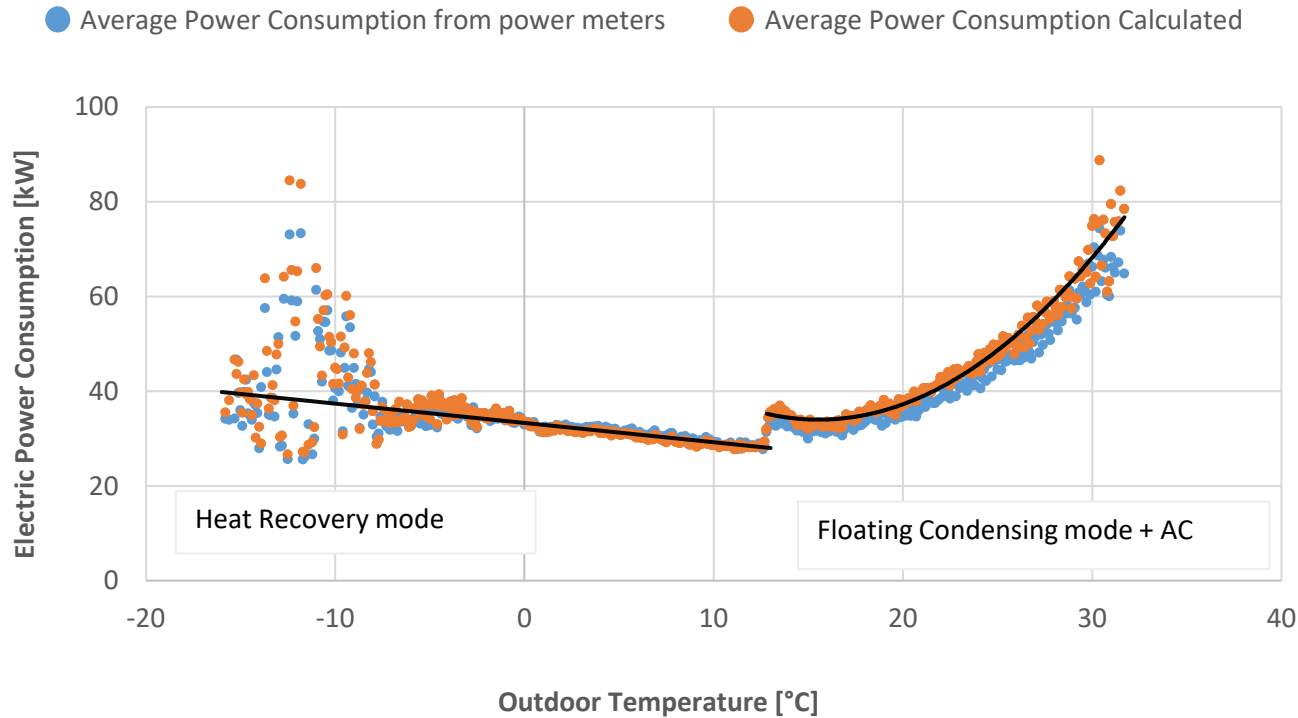 Average Power Consumption from power meters
Average Power Consumption Calculated
Electric Power Consumption [kW]
100
80
60
40
20
0
Heat Recovery mode
Floating Condensing mode + AC
-20
-10
0
10
20
30
40
Outdoor Temperature [°C]